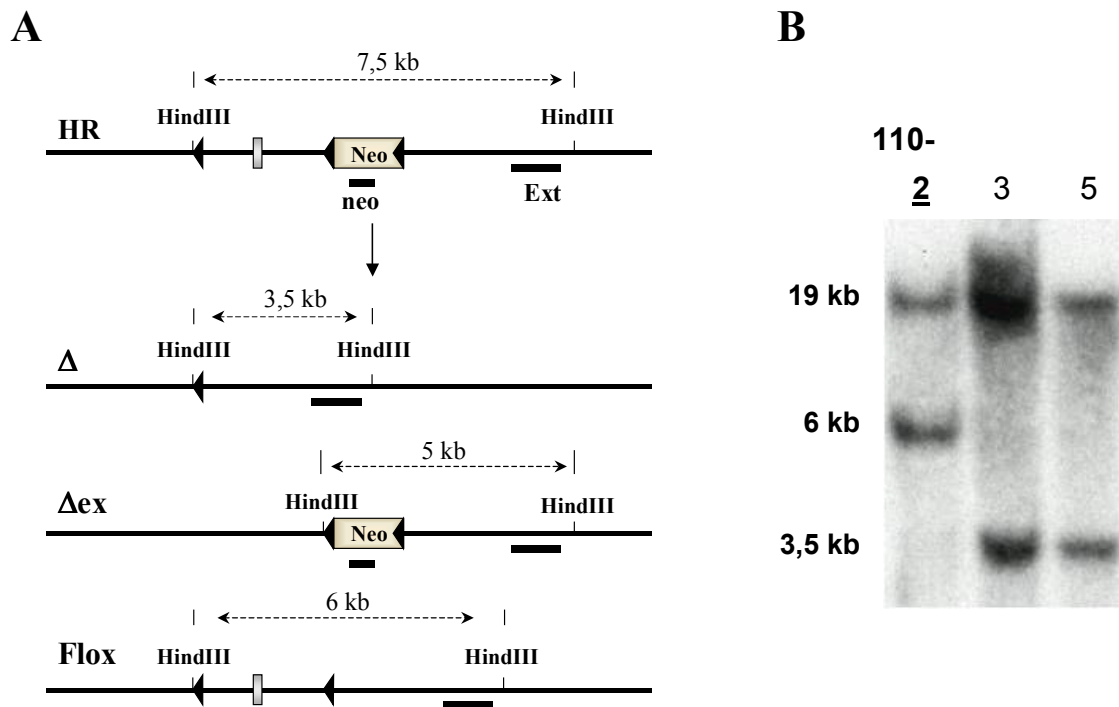 A
7,5 kb
HindIII HindIII
HR
Neo
neo
Ext
3,5 kb
HindIII HindIII
Δ
5 kb
HindIII HindIII
Δex
Neo
6 kb
HindIII HindIII
Flox
B
110-
2 3 5
19 kb
6 kb
3,5 kb